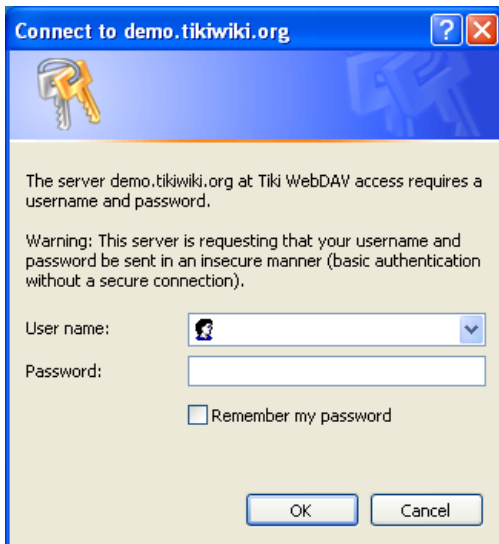 Connect to demo.tikiwiki.org
The server demo.tikiwiki.org at Tiki WebDAV access requires a
username and password.
Warning: This server is requesting that your username and
password be sent in an insecure manner (basic authentication
without a secure connection).
User name:
Password:
Remember my password
OK
Cancel